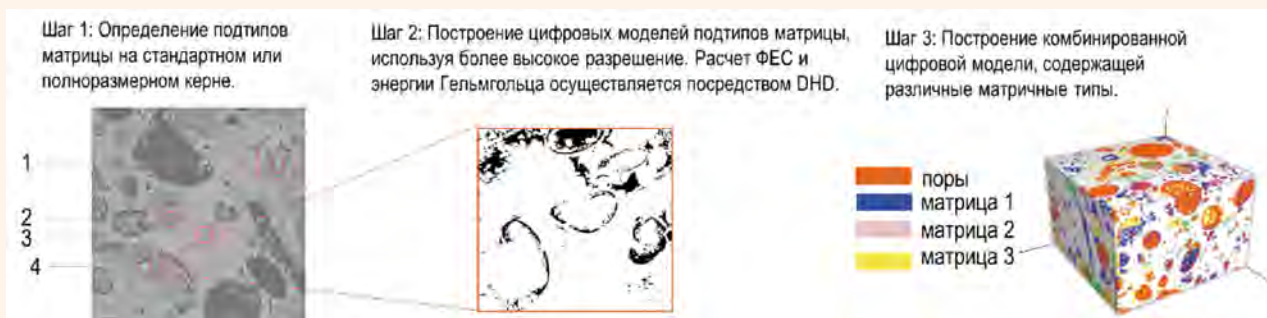 Шаг 1: Определение подтипов
матрицы на стандартном или
полноразмерном керне.
1
2
3
4
Шаг 2: Построение цифровых моделей подтипов матрицы,
используя более высокое разрешение. Расчет ФЕС и
энергии Гельмгольца осуществляется посредством DHD.
Шаг 3: Построение комбинированной
цифровой модели, содержащей
различные матричные типы.
поры
матрица 1
матрица 2
матрица 3